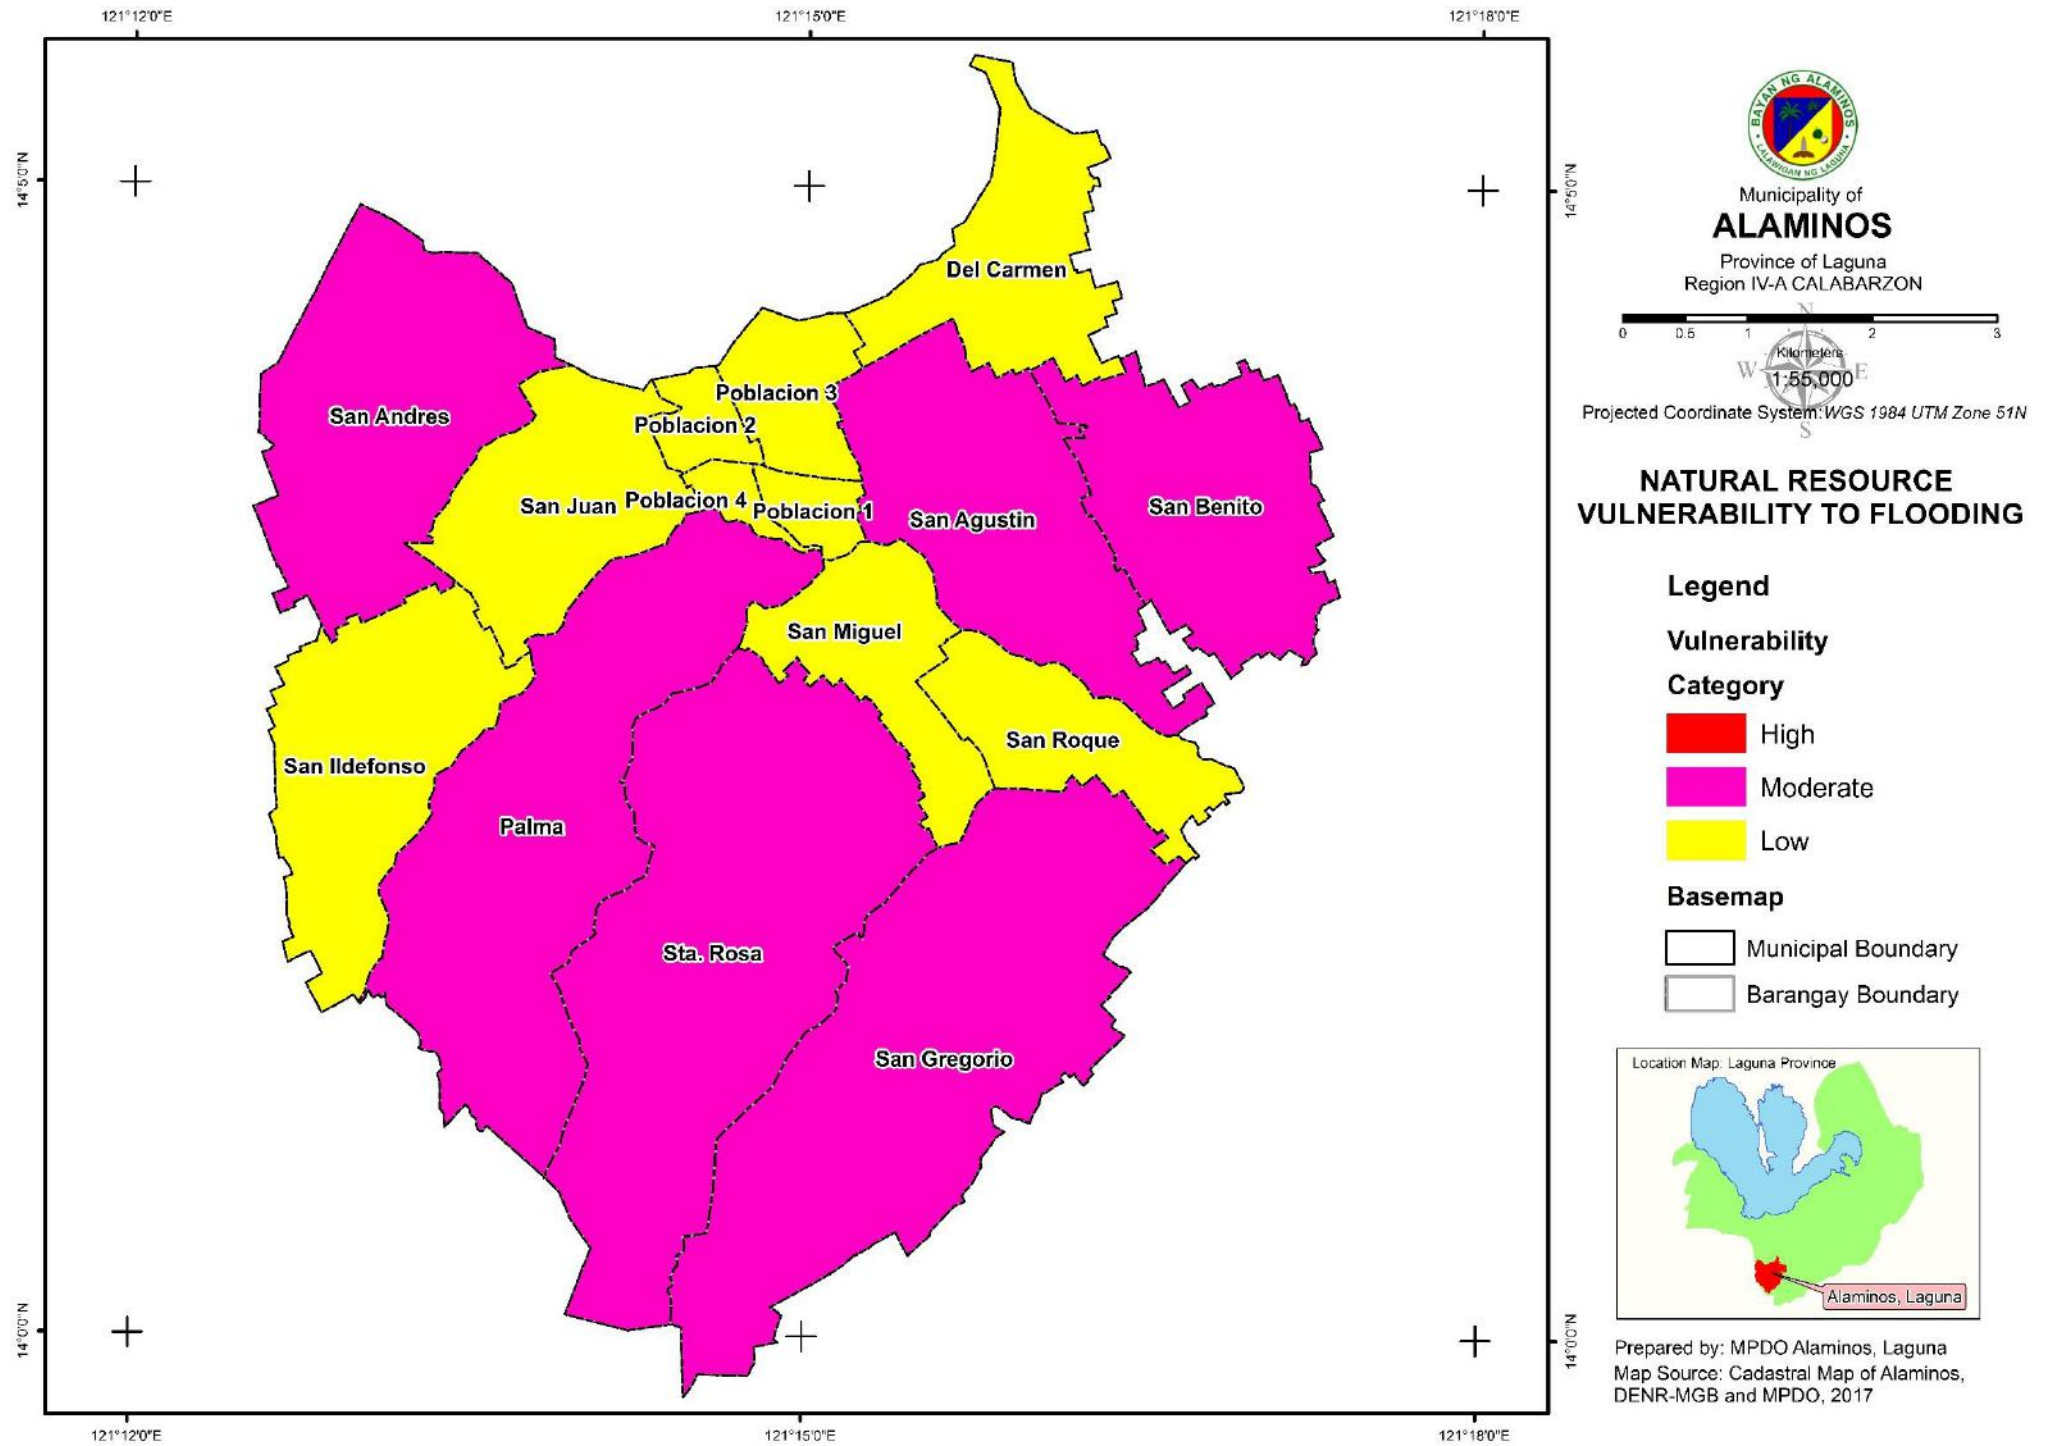 121°12'0"E
121°15'0"E
121°18'0"E
14°5'0"N
14°5'0"N
Del Carmen
San Andres
Poblacion 3
Poblacion 2
San Juan
Poblacion 4
Poblacion 1
San Agustin
San Benito
San Miguel
San Roque
San Ildefonso
Palma
Sta. Rosa
San Gregorio
14°0'0"N
14°0'0"N
121°12'0"E
121°15'0"E
121°18'0"E
BAYAN NG ALAMINOS
LALAWIGAN NG LAGUNA
Municipality of
ALAMINOS
Province of Laguna
Region IV-A CALABARZON
N
0 0.5 1 2 3
Kilometers
W 1:55,000 E
Projected Coordinate System: WGS 1984 UTM Zone 51N
S
NATURAL RESOURCE
VULNERABILITY TO FLOODING
Legend
Vulnerability
Category
High
Moderate
Low
Basemap
Municipal Boundary
Barangay Boundary
Location Map: Laguna Province
Alaminos, Laguna
Prepared by: MPDO Alaminos, Laguna
Map Source: Cadastral Map of Alaminos,
DENR-MGB and MPDO, 2017